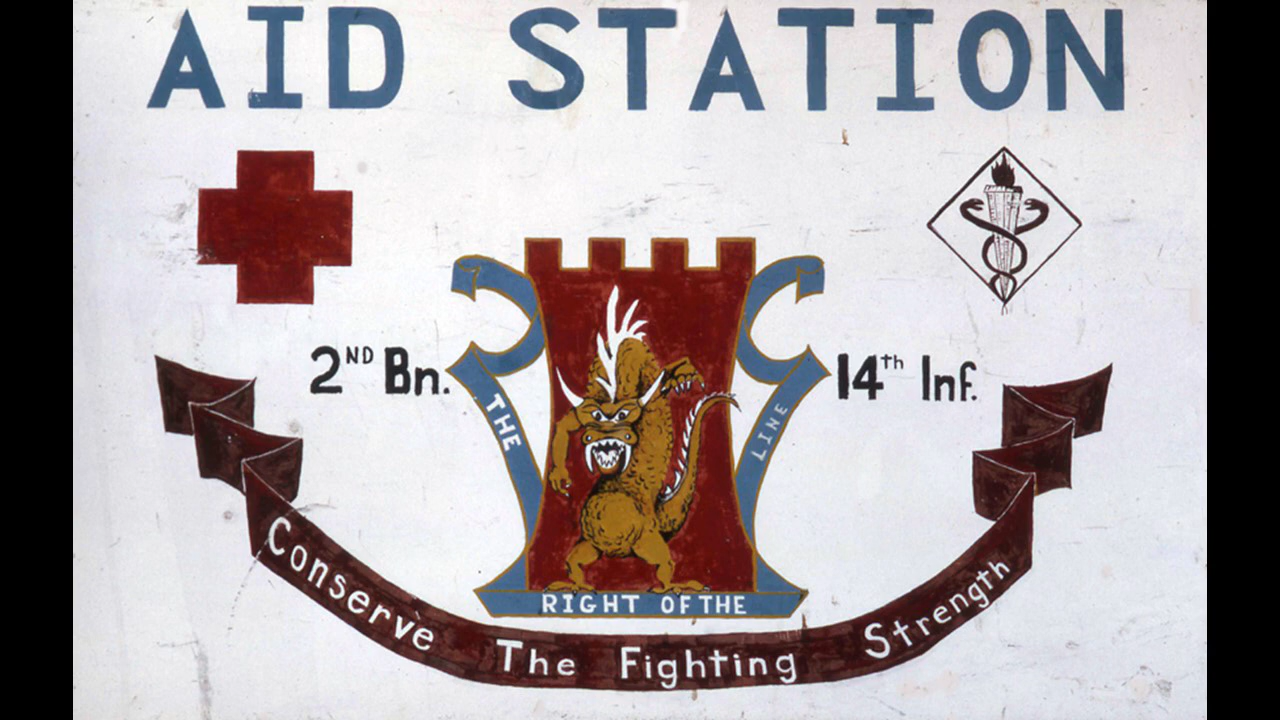 AID STATION
2ND Bn. 14th Inf.
THE
RIGHT OF THE
LINE
Conserve The Fighting Strength